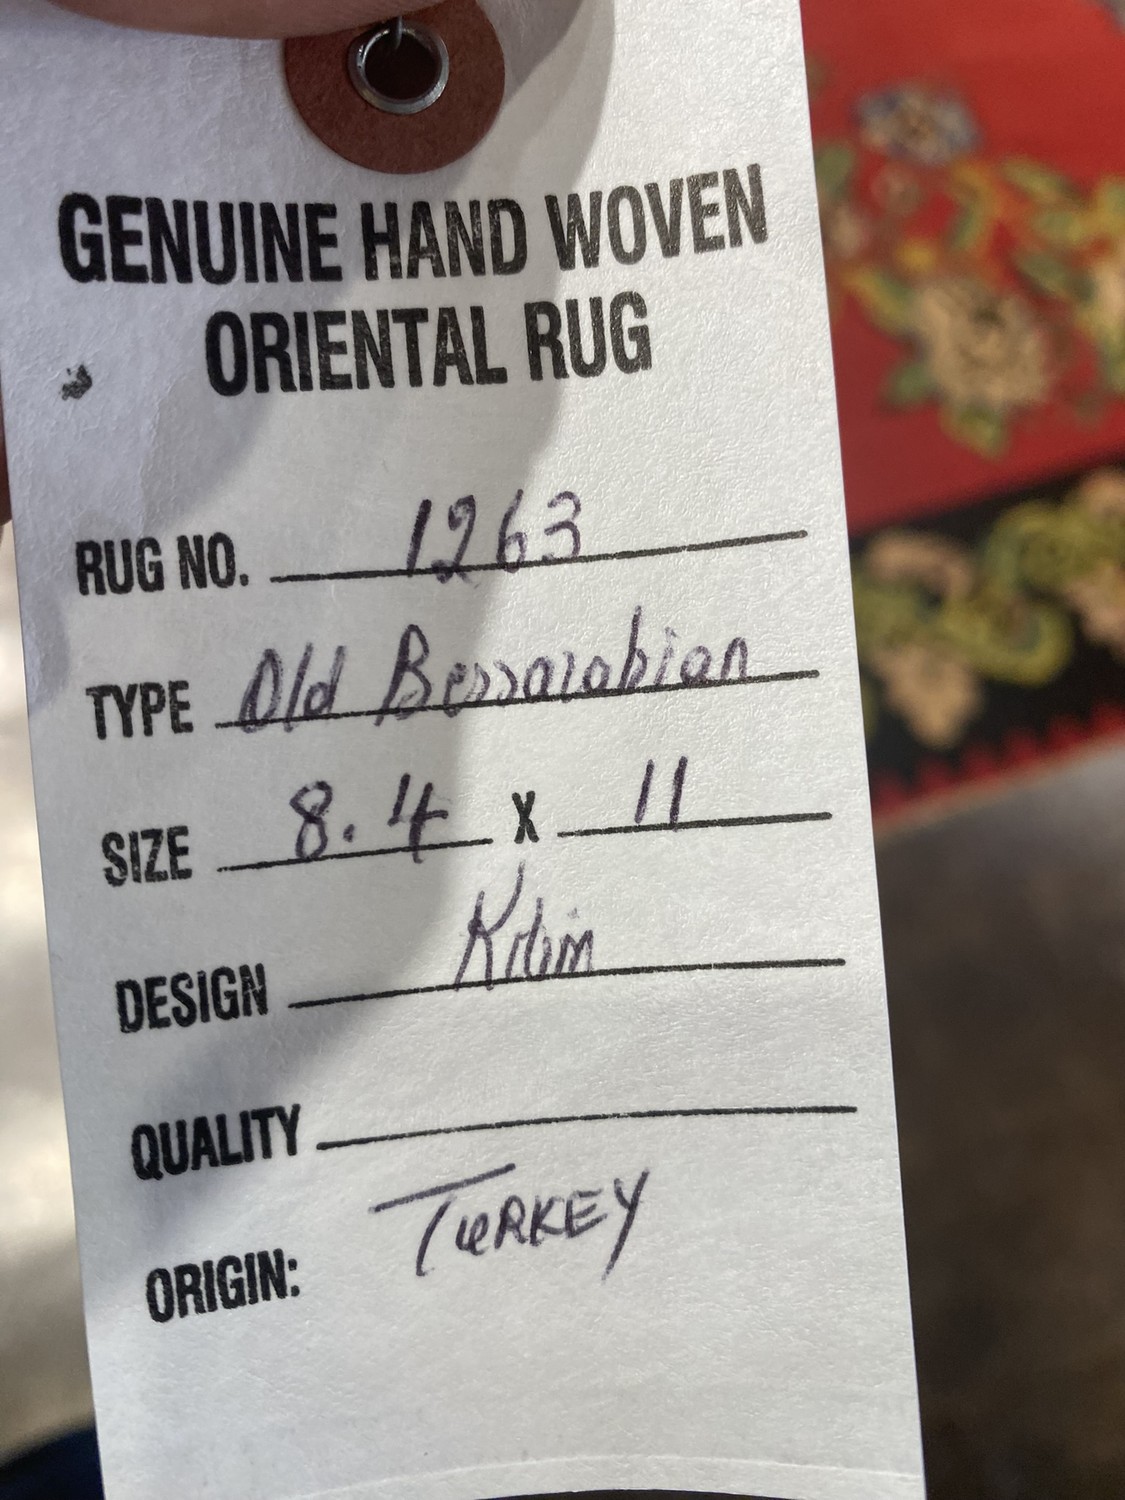 GENUINE HAND WOVEN
ORIENTAL RUG
RUG NO. 1263
TYPE Old Bessarabian
SIZE 8.4 X 11
DESIGN Kilim
QUALITY
ORIGIN: TURKEY